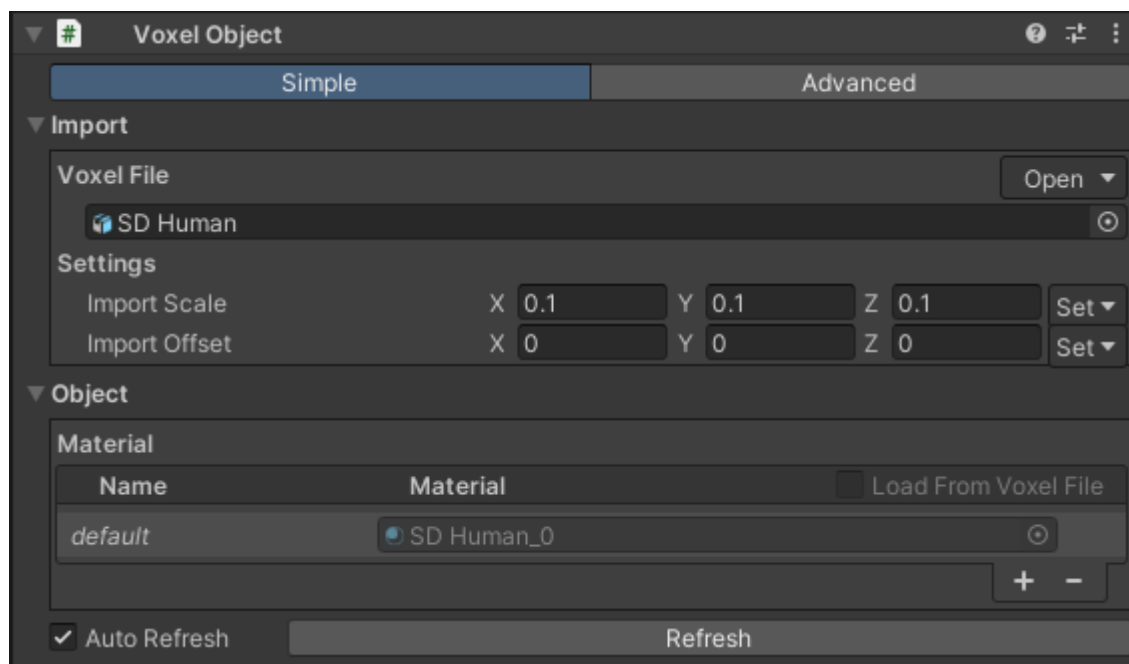 # Voxel Object
Simple Advanced
Import
Voxel File Open
SD Human
Settings
Import Scale X 0.1 Y 0.1 Z 0.1 Set
Import Offset X 0 Y 0 Z 0 Set
Object
Material
Name Material Load From Voxel File
default SD Human_0
+ -
Auto Refresh Refresh